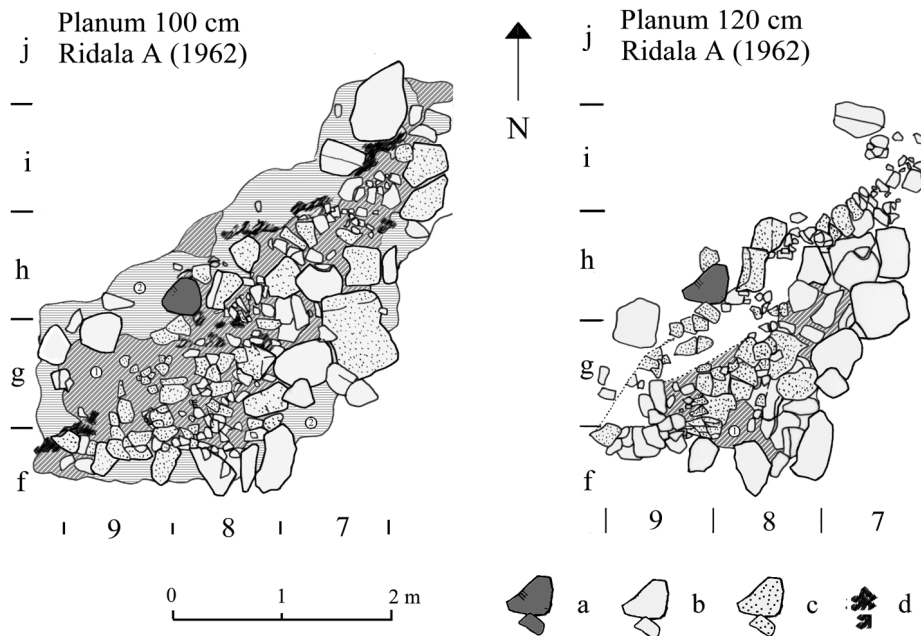 Planum 100 cm
Ridala A (1962)
j
i
h
g
f
2
1
2
9 8 7
0 1 2 m
N
Planum 120 cm
Ridala A (1962)
j
i
h
g
f
1
9 8 7
a b c d